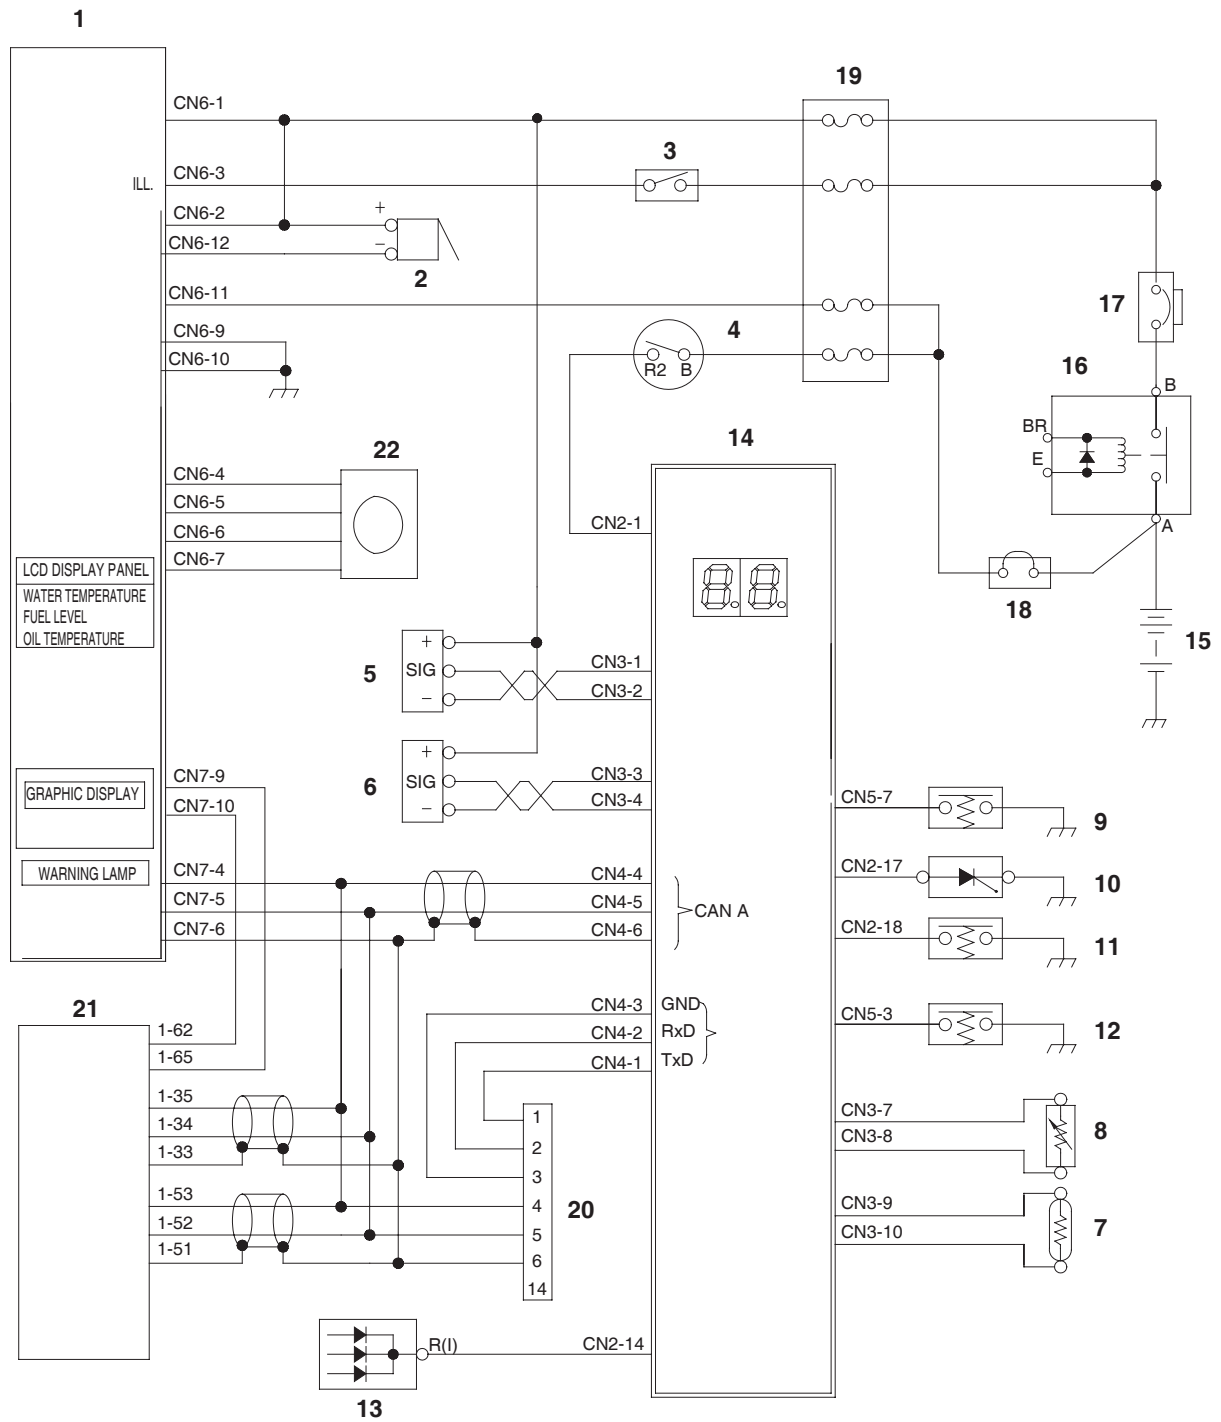 1
19
CN6-1
3
ILL.
CN6-3
CN6-2
+
CN6-12
−
2
CN6-11
17
CN6-9
4
CN6-10
R2 B
16
B
BR
E
A
22
14
CN6-4
CN6-5
CN2-1
CN6-6
CN6-7
LCD DISPLAY PANEL
WATER TEMPERATURE
FUEL LEVEL
OIL TEMPERATURE
8.8.
18
15
+
5
SIG
−
CN3-1
CN3-2
+
6
SIG
−
CN3-3
CN3-4
CN7-9
GRAPHIC DISPLAY
CN7-10
CN5-7
9
WARNING LAMP
CN7-4
CN4-4
CN2-17
10
CN7-5
CN4-5
CAN A
CN7-6
CN4-6
CN2-18
11
21
CN4-3
GND
CN5-3
12
1-62
CN4-2
RxD
1-65
CN4-1
TxD
1-35
1
CN3-7
1-34
2
CN3-8
8
1-33
3
1-53
4
20
CN3-9
1-52
5
CN3-10
7
1-51
6
14
R(I)
CN2-14
13